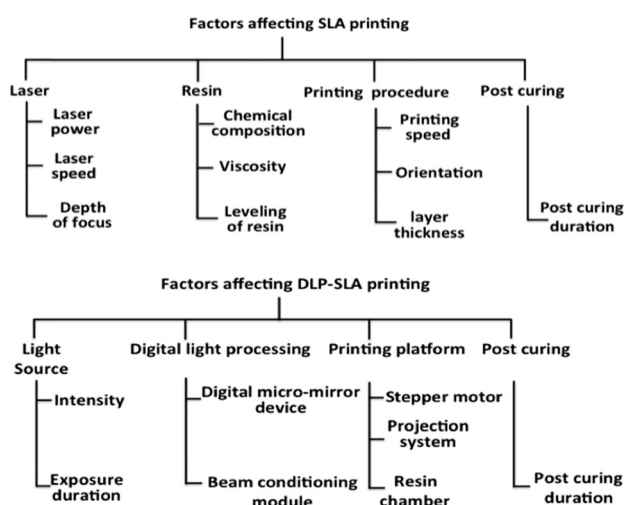 Factors affecting SLA printing
Laser
Resin
Printing procedure
Post curing
Laser
power
Laser
speed
Depth
of focus
Chemical
composition
Viscosity
Leveling
of resin
Printing
speed
Orientation
layer
thickness
Post curing
duration
Factors affecting DLP-SLA printing
Light
Source
Digital light processing
Printing platform
Post curing
Intensity
Exposure
duration
Digital micro-mirror
device
Beam conditioning
module
Stepper motor
Projection
system
Resin
chamber
Post curing
duration